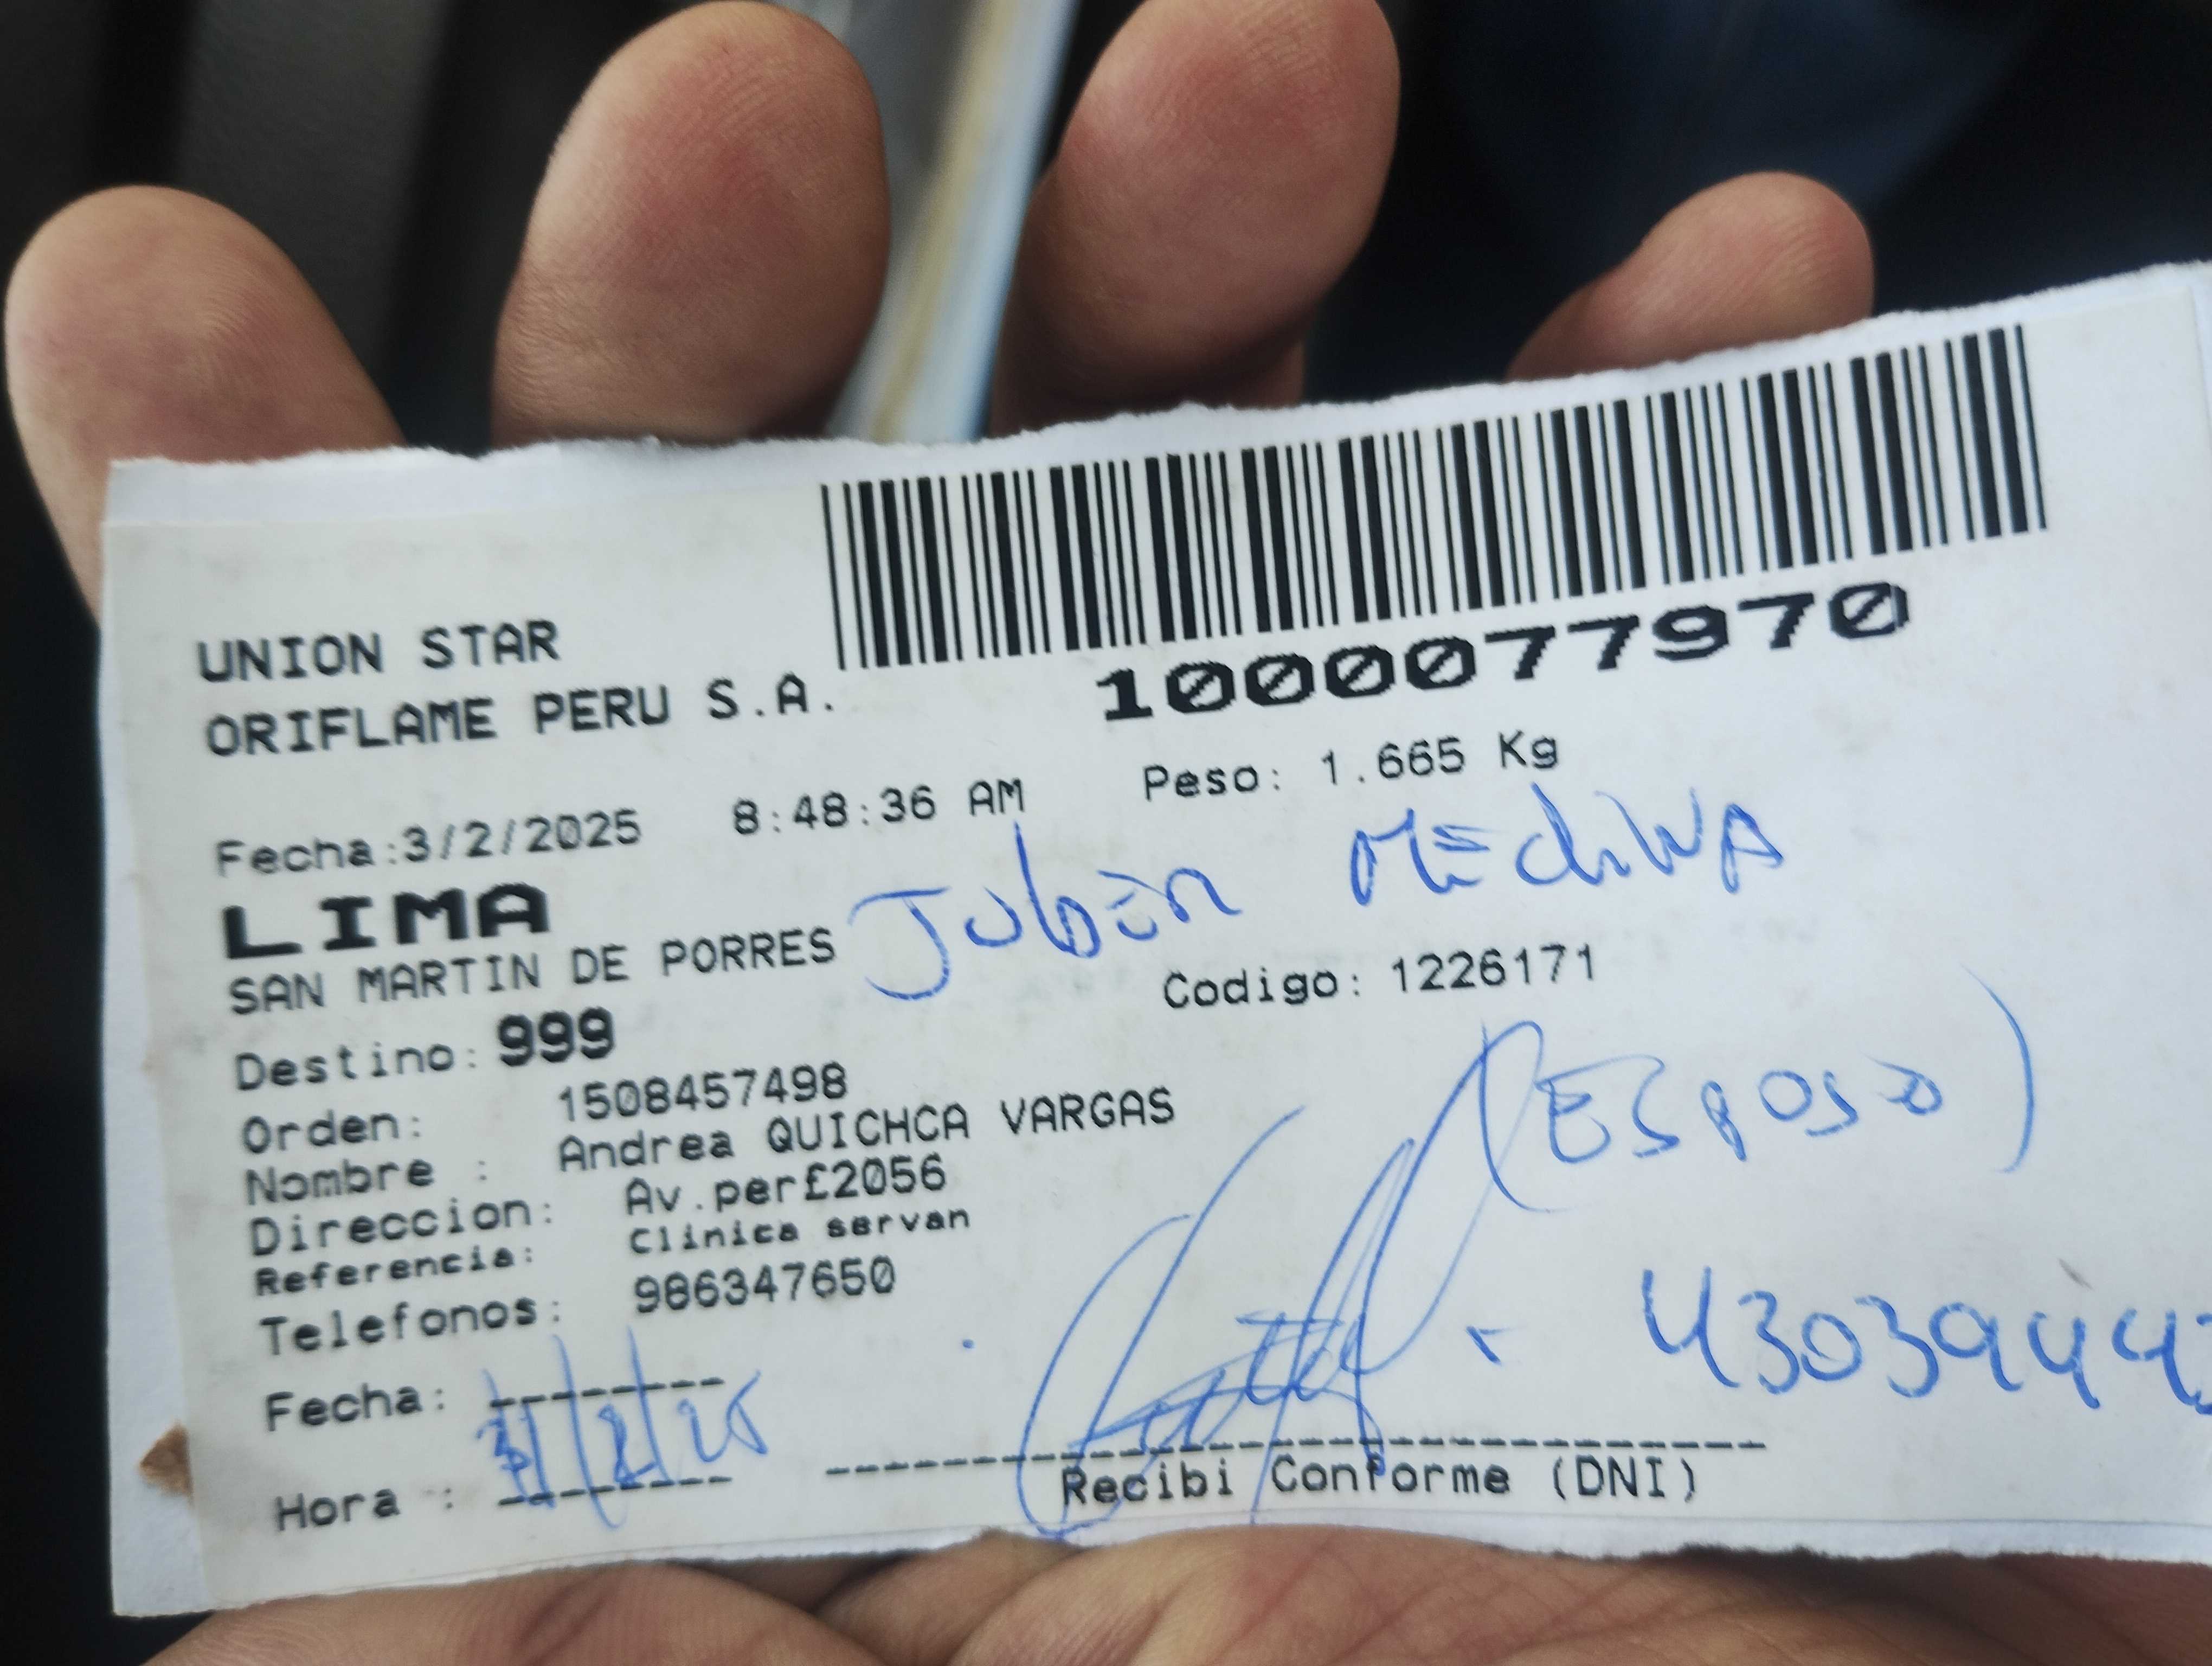 1000077970
UNION STAR
ORIFLAME PERU S.A.
Fecha:3/2/2025 8:48:36 AM Peso: 1.665 Kg
LIMA
SAN MARTIN DE PORRES
Codigo: 1226171
Destino: 999
Orden: 1508457498
Nombre : Andrea QUICHCA VARGAS
Direccion: Av.per£2056
Referencia: Clinica servan
Telefonos: 986347650
(Esposo)
4303944
Fecha:
Hora :
Recibi Conforme (DNI)